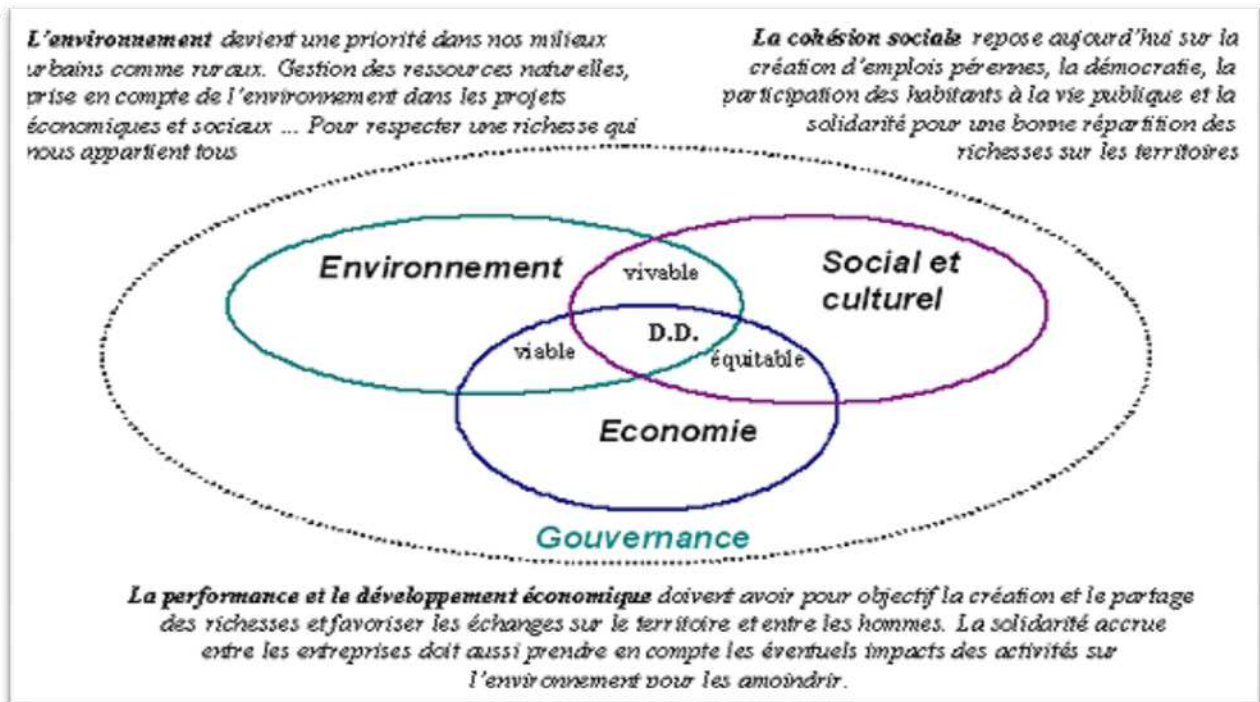 L'environnement devient une priorité dans nos milieux
urbains comme ruraux. Gestion des ressources naturelles,
prise en compte de l'environnement dans les projets
économiques et sociaux ... Pour respecter une richesse qui
nous appartient tous
La cohésion sociale repose aujourd'hui sur la
création d'emplois pérennes, la démocratie, la
participation des habitants à la vie publique et la
solidarité pour une bonne répartition des
richesses sur les territoires
Environnement
vivable
Social et
culturel
D.D.
viable
équitable
Economie
Gouvernance
La performance et le développement économique doivent avoir pour objectif la création et le partage
des richesses et favoriser les échanges sur le territoire et entre les hommes. La solidarité accrue
entre les entreprises doit aussi prendre en compte les éventuels impacts des activités sur
l'environnement pour les amoindrir.